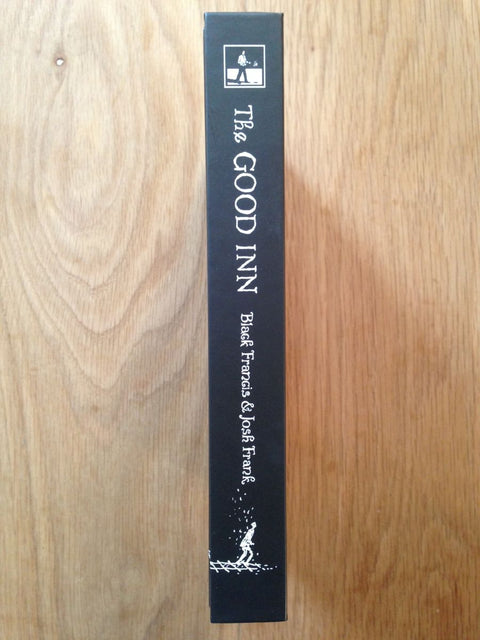 The GOOD INN
Black Francis & Josh Frank